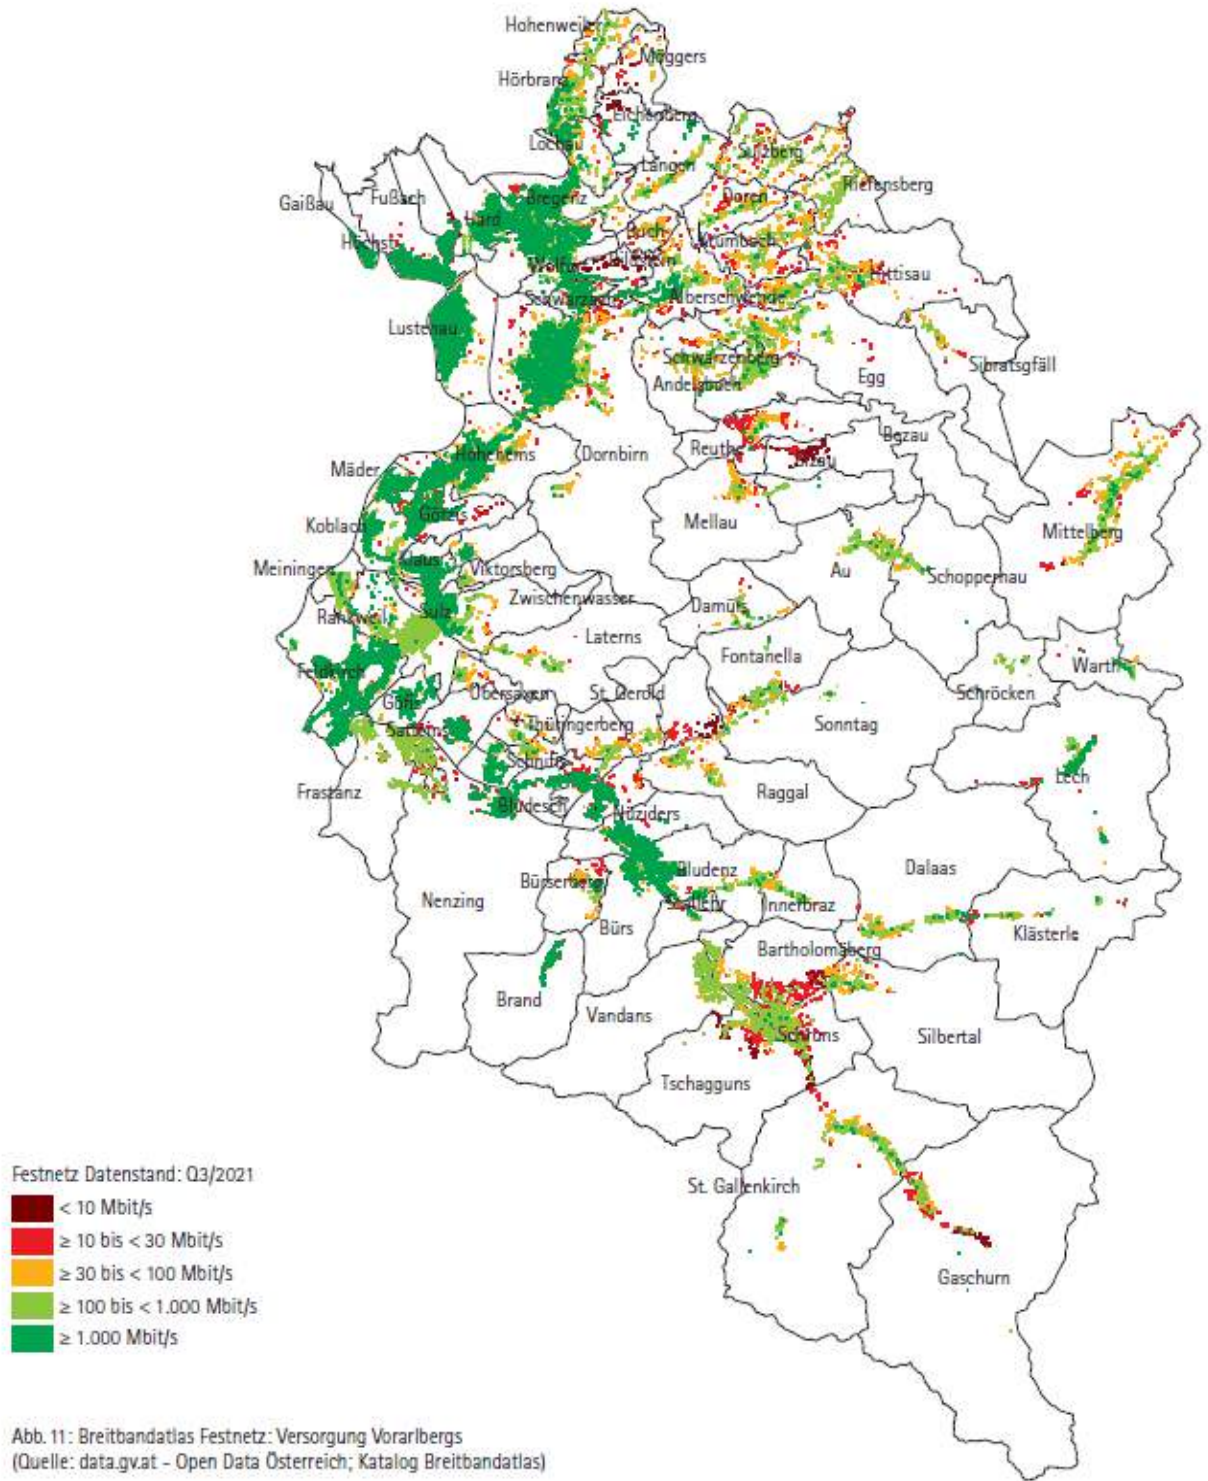 Hohenweiler
Möggers
Hörbranz
Eichenberg
Lochau
Langen
Sulzberg
Riefensberg
Gaißau
Fußach
Bregenz
Doren
Hard
Höchst
Buch
Krumbach
Wolfurt
Bildstein
Hittisau
Schwarzach
Alberschwende
Lustenau
Schwarzenberg
Sibratsgfäll
Andelsbuch
Egg
Bezau
Reuthe
Bizau
Hohenems
Dornbirn
Mäder
Götzis
Koblach
Mellau
Mittelberg
Klaus
Meiningen
Viktorsberg
Au
Schoppernau
Zwischenwasser
Damüls
Rankweil
Sulz
Laterns
Fontanella
Feldkirch
Warth
Göfis
Übersaxen
St. Gerold
Schröcken
Satteins
Thüringerberg
Sonntag
Schnifis
Lech
Frastanz
Raggal
Bludesch
Nüziders
Bürserberg
Bludenz
Dalaas
Nenzing
Stallehr
Innerbraz
Bürs
Klösterle
Bartholomäberg
Brand
Vandans
Schruns
Silbertal
Tschagguns
St. Gallenkirch
Gaschurn
Festnetz Datenstand: Q3/2021
< 10 Mbit/s
≥ 10 bis < 30 Mbit/s
≥ 30 bis < 100 Mbit/s
≥ 100 bis < 1.000 Mbit/s
≥ 1.000 Mbit/s
Abb. 11: Breitbandatlas Festnetz: Versorgung Vorarlbergs
(Quelle: data.gv.at – Open Data Österreich; Katalog Breitbandatlas)